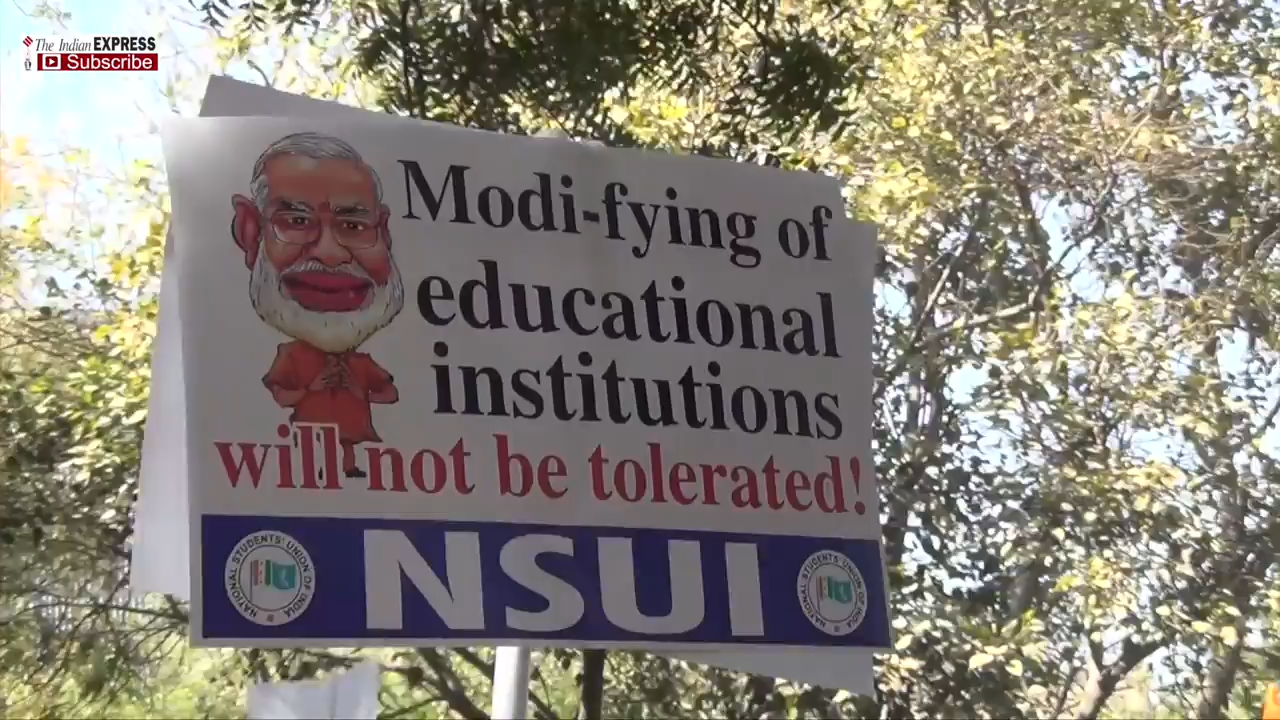 The Indian EXPRESS
Subscribe
Modi-fying of
educational
institutions
will not be tolerated!
NATIONAL STUDENTS' UNION OF INDIA
NSUI
NATIONAL STUDENTS' UNION OF INDIA